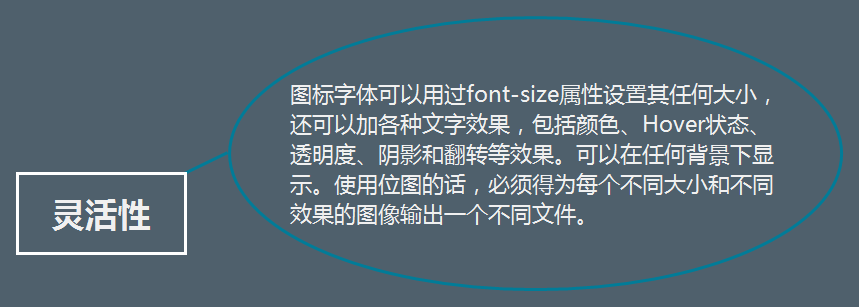 图标字体可以用过font-size属性设置其任何大小，
还可以加各种文字效果，包括颜色、Hover状态、
透明度、阴影和翻转等效果。可以在任何背景下显
示。使用位图的话，必须得为每个不同大小和不同
效果的图像输出一个不同文件。
灵活性